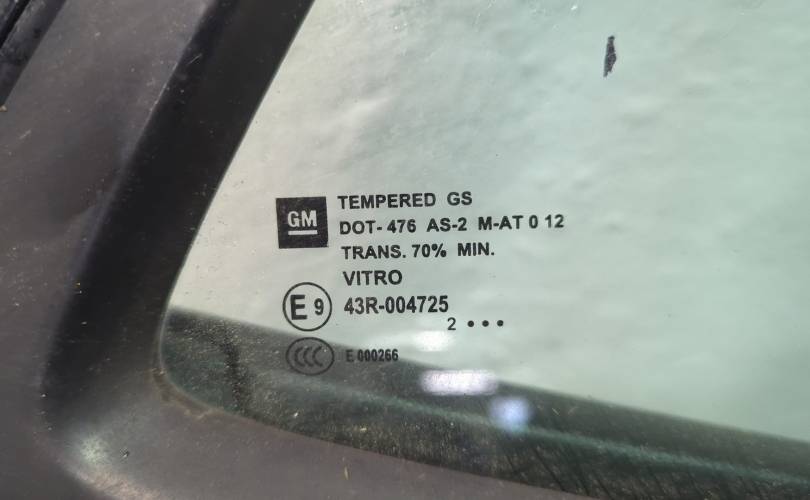 GM
TEMPERED GS
DOT- 476 AS-2 M-AT 0 12
TRANS. 70% MIN.
VITRO
E 9 43R-004725
2 •••
CCC E 000266